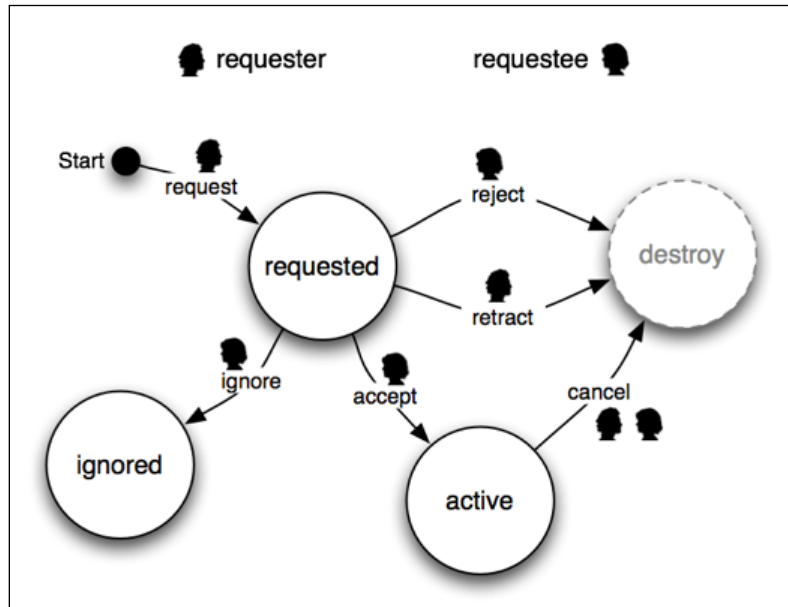 requester
requestee
Start
request
reject
requested
destroy
retract
ignore
accept
cancel
ignored
active